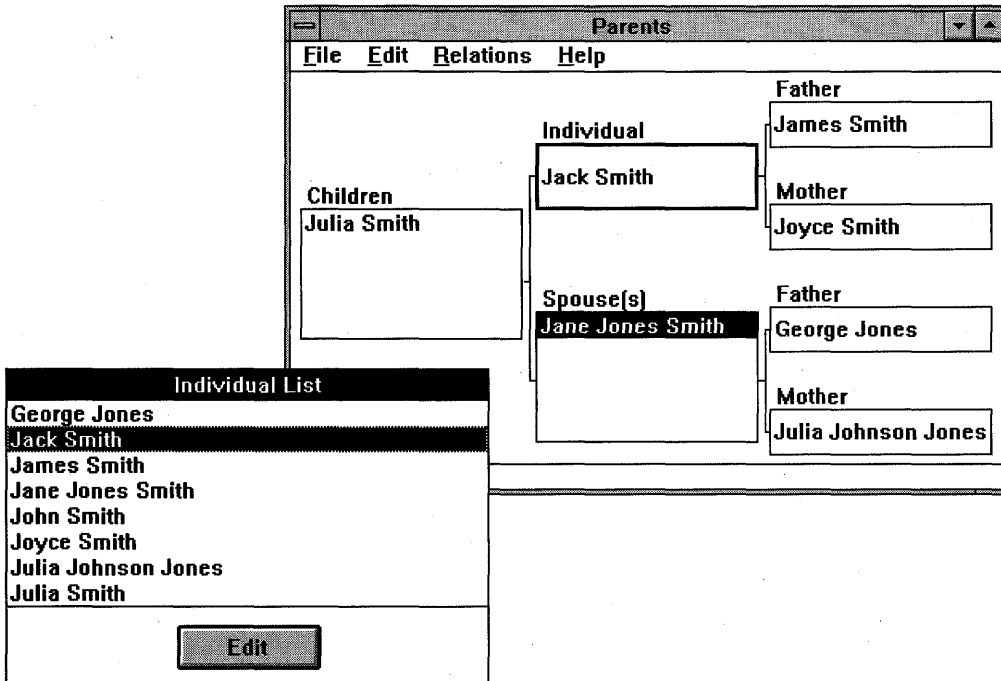 Parents
File Edit Relations Help
Father
James Smith
Individual
Jack Smith
Mother
Joyce Smith
Children
Julia Smith
Spouse(s)
Jane Jones Smith
Father
George Jones
Mother
Julia Johnson Jones
Individual List
George Jones
Jack Smith
James Smith
Jane Jones Smith
John Smith
Joyce Smith
Julia Johnson Jones
Julia Smith
Edit